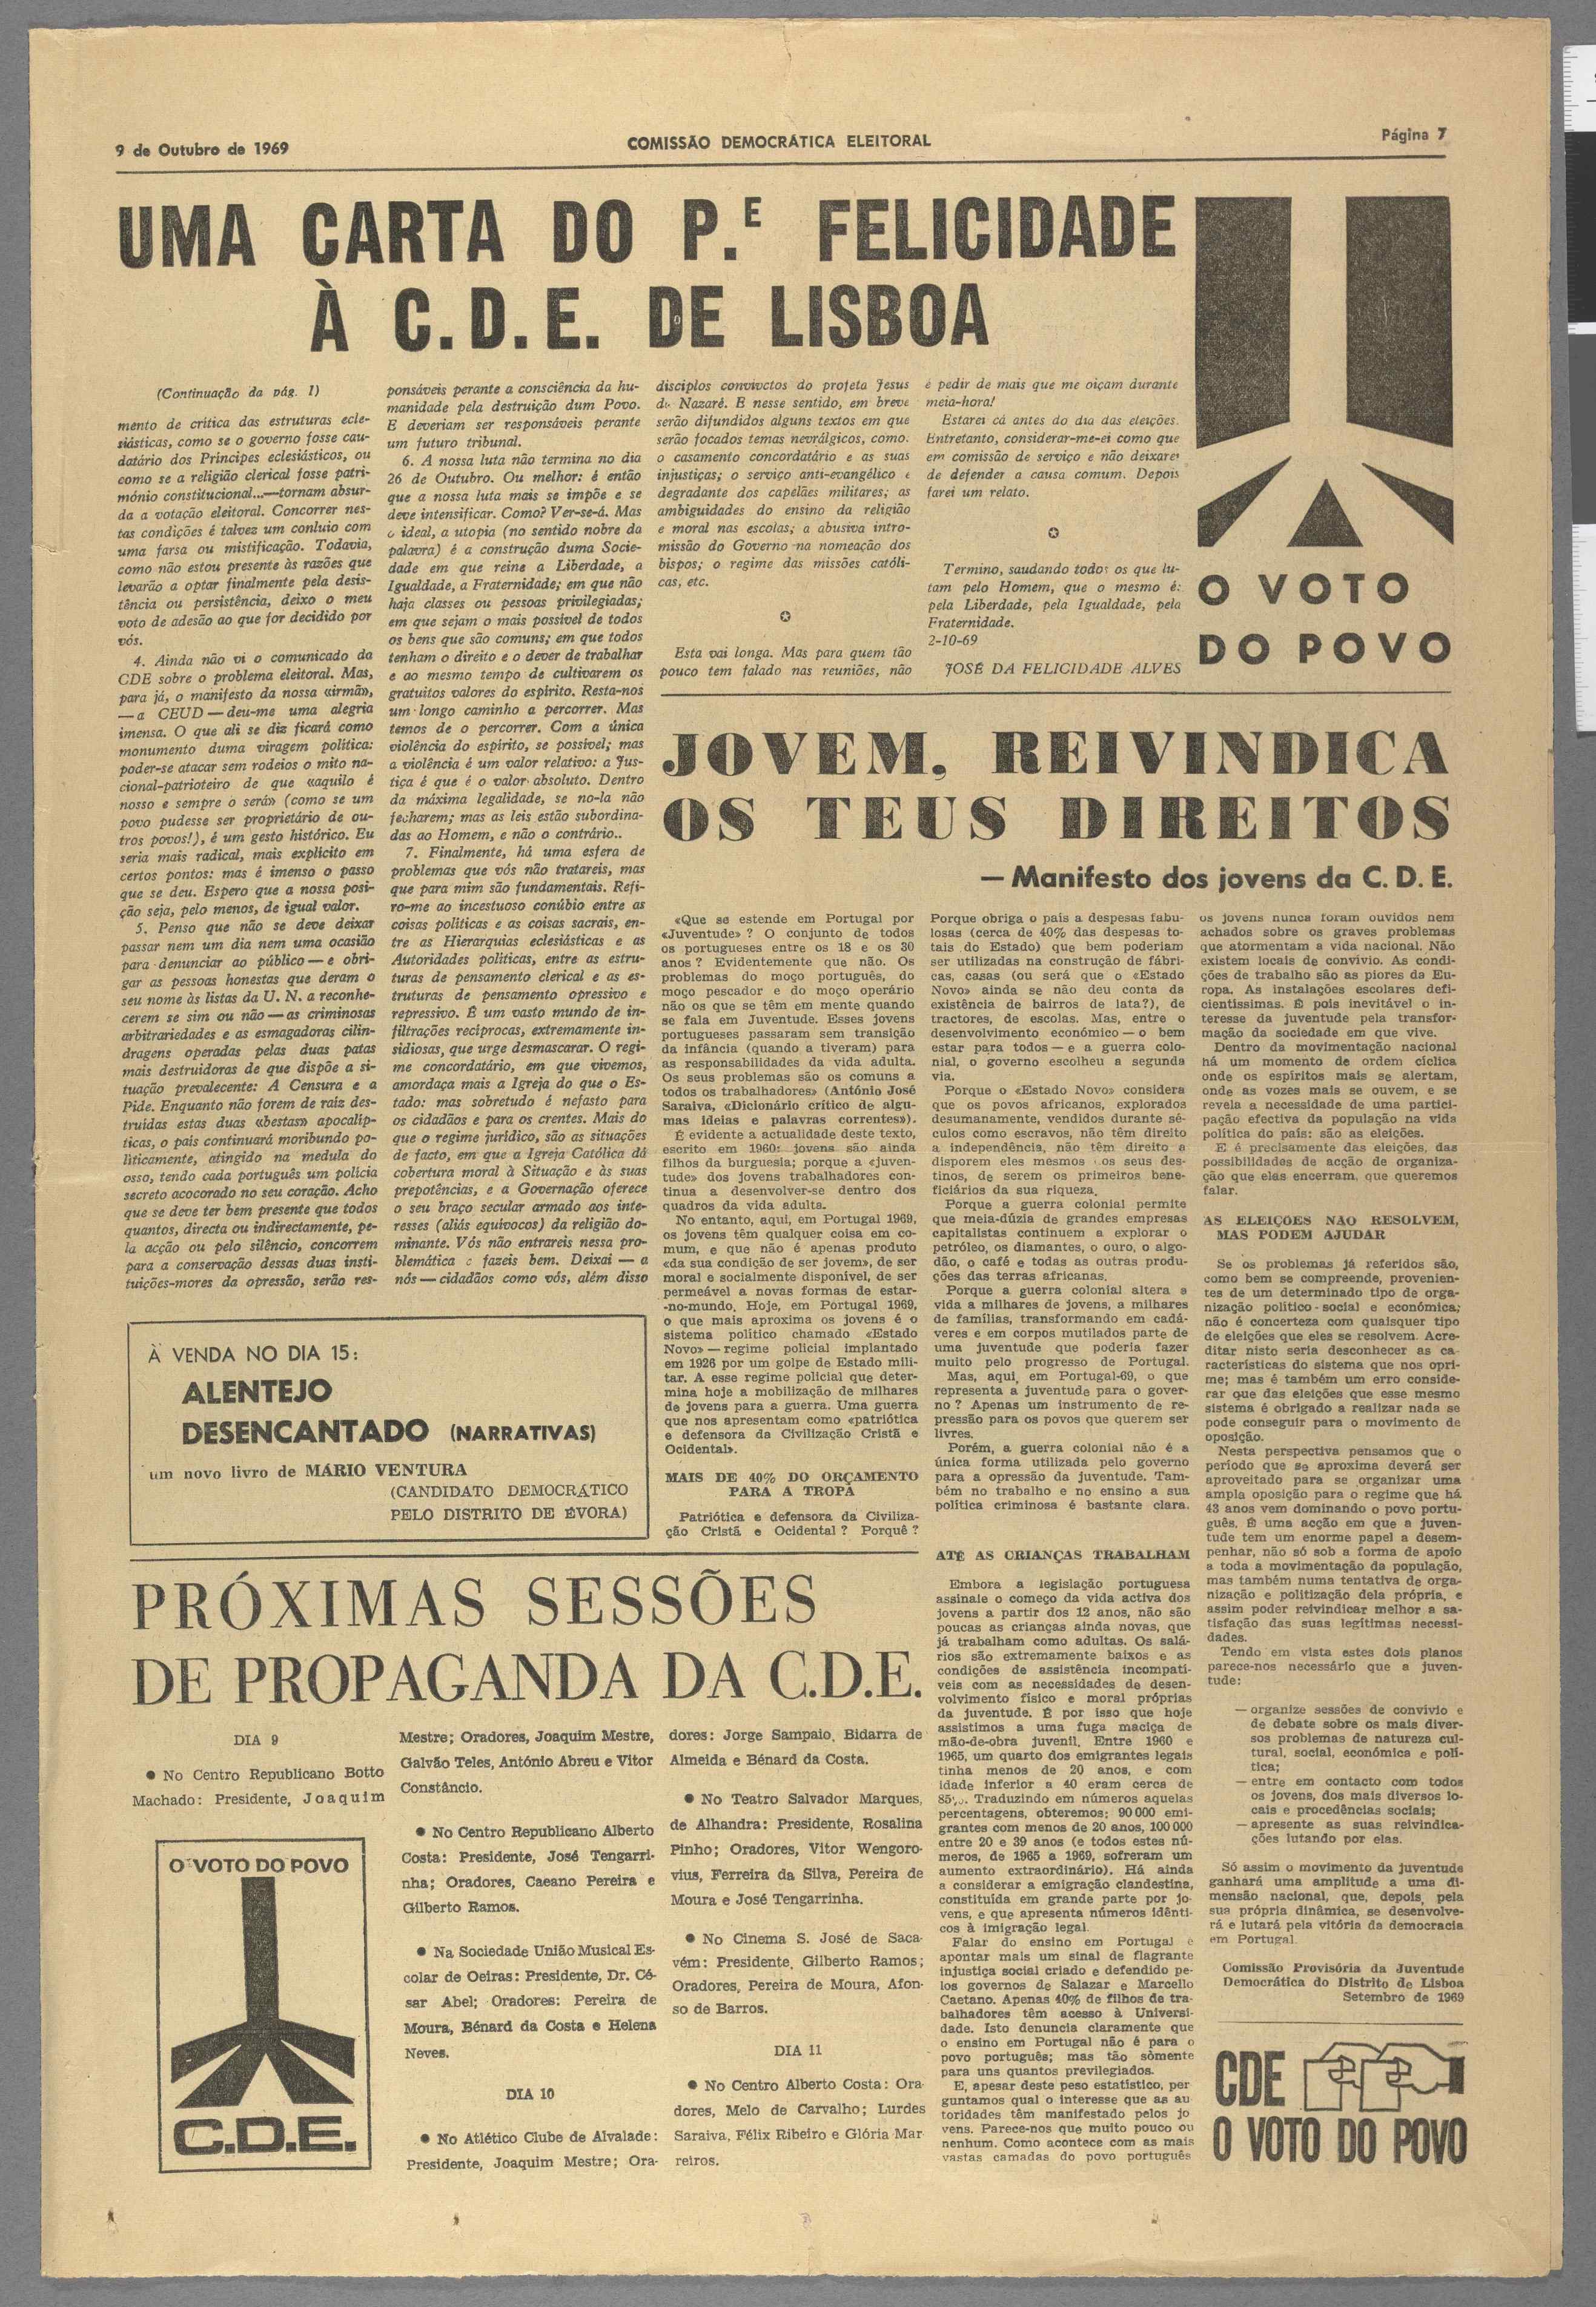 9 de Outubro de 1969
COMISSÃO DEMOCRÁTICA ELEITORAL
Página 7
UMA CARTA DO P.E FELICIDADE
À C.D.E. DE LISBOA
(Continuação da pág. 1)
mento de crítica das estruturas ecle-
siásticas, como se o governo fosse cau-
datário dos Príncipes eclesiásticos, ou
como se a religião clerical fosse patri-
mónio constitucional...—tornam absur-
da a votação eleitoral. Concorrer nes-
tas condições é talvez um conluio com
uma farsa ou mistificação. Todavia,
como não estou presente às razões que
levarão a optar finalmente pela desis-
tência ou persistência, deixo o meu
voto de adesão ao que for decidido por
vós.
4. Ainda não vi o comunicado da
CDE sobre o problema eleitoral. Mas,
para já, o manifesto da nossa «irmã»,
—a CEUD—deu-me uma alegria
imensa. O que ali se diz ficará como
monumento duma viragem política:
poder-se atacar sem rodeios o mito na-
cional-patrioteiro de que «aquilo é
nosso e sempre o será» (como se um
povo pudesse ser proprietário de ou-
tros povos!), é um gesto histórico. Eu
seria mais radical, mais explícito em
certos pontos: mas é imenso o passo
que se deu. Espero que a nossa posi-
ção seja, pelo menos, de igual valor.
5. Penso que não se deve deixar
passar nem um dia nem uma ocasião
para denunciar ao público—e obri-
gar as pessoas honestas que deram o
seu nome às listas da U. N. a reconhe-
cerem se sim ou não—as criminosas
arbitrariedades e as esmagadoras cilin-
dragens operadas pelas duas patas
mais destruidoras de que dispõe a si-
tuação prevalecente: A Censura e a
Pide. Enquanto não forem de raiz des-
truídas estas duas «bestas» apocalíp-
ticas, o país continuará moribundo po-
liticamente, atingido na medula do
osso, tendo cada português um polícia
secreto acocorado no seu coração. Acho
que se deve ter bem presente que todos
quantos, directa ou indirectamente, pe-
la acção ou pelo silêncio, concorrem
para a conservação dessas duas insti-
tuições-mores da opressão, serão res-
ponsáveis perante a consciência da hu-
manidade pela destruição dum Povo.
E deveriam ser responsáveis perante
um futuro tribunal.
6. A nossa luta não termina no dia
26 de Outubro. Ou melhor: é então
que a nossa luta mais se impõe e se
deve intensificar. Como? Ver-se-á. Mas
o ideal, a utopia (no sentido nobre da
palavra) é a construção duma Socie-
dade em que reine a Liberdade, a
Igualdade, a Fraternidade; em que não
haja classes ou pessoas privilegiadas;
em que sejam o mais possível de todos
os bens que são comuns; em que todos
tenham o direito e o dever de trabalhar
e ao mesmo tempo de cultivarem os
gratuitos valores do espírito. Resta-nos
um longo caminho a percorrer. Mas
temos de o percorrer. Com a única
violência do espírito, se possível; mas
a violência é um valor relativo: a Jus-
tiça é que é o valor absoluto. Dentro
da máxima legalidade, se no-la não
fecharem; mas as leis estão subordina-
das ao Homem, e não o contrário..
7. Finalmente, há uma esfera de
problemas que vós não tratareis, mas
que para mim são fundamentais. Refi-
ro-me ao incestuoso conúbio entre as
coisas políticas e as coisas sacrais, en-
tre as Hierarquias eclesiásticas e as
Autoridades políticas, entre as estru-
turas de pensamento clerical e as es-
truturas de pensamento opressivo e
repressivo. É um vasto mundo de in-
filtrações recíprocas, extremamente in-
sidiosas, que urge desmascarar. O regi-
me concordatário, em que vivemos,
amordaça mais a Igreja do que o Es-
tado: mas sobretudo é nefasto para
os cidadãos e para os crentes. Mais do
que o regime jurídico, são as situações
de facto, em que a Igreja Católica dá
cobertura moral à Situação e às suas
prepotências, e a Governação oferece
o seu braço secular armado aos inte-
resses (aliás equívocos) da religião do-
minante. Vós não entrareis nessa pro-
blemática e fazeis bem. Deixai—a
nós—cidadãos como vós, além disso
disciplos convivctos do profeta Jesus
de Nazaré. E nesse sentido, em breve
serão difundidos alguns textos em que
serão focados temas nevrálgicos, como.
o casamento concordatário e as suas
injustiças; o serviço anti-evangélico e
degradante dos capelães militares; as
ambiguidades do ensino da religião
e moral nas escolas; a abusiva intro-
missão do Governo na nomeação dos
bispos; o regime das missões católi-
cas, etc.
Esta vai longa. Mas para quem tão
pouco tem falado nas reuniões, não
é pedir de mais que me oiçam durante
meia-hora!
Estarei cá antes do dia das eleições.
Entretanto, considerar-me-ei como que
em comissão de serviço e não deixarei
de defender a causa comum. Depois
farei um relato.
Termino, saudando todos os que lu-
tam pelo Homem, que o mesmo é:
pela Liberdade, pela Igualdade, pela
Fraternidade.
2-10-69
JOSÉ DA FELICIDADE ALVES
O VOTO
DO POVO
JOVEM, REIVINDICA
OS TEUS DIREITOS
— Manifesto dos jovens da C. D. E.
«Que se estende em Portugal por
«Juventude» ? O conjunto de todos
os portugueses entre os 18 e os 30
anos ? Evidentemente que não. Os
problemas do moço português, do
moço pescador e do moço operário
não os que se têm em mente quando
se fala em Juventude. Esses jovens
portugueses passaram sem transição
da infância (quando a tiveram) para
as responsabilidades da vida adulta.
Os seus problemas são os comuns a
todos os trabalhadores» (António José
Saraiva, «Dicionário crítico de algu-
mas ideias e palavras correntes»).
É evidente a actualidade deste texto,
escrito em 1960: jovens são ainda
filhos da burguesia; porque a «juven-
tude» dos jovens trabalhadores con-
tinua a desenvolver-se dentro dos
quadros da vida adulta.
No entanto, aqui, em Portugal 1969,
os jovens têm qualquer coisa em co-
mum, e que não é apenas produto
«da sua condição de ser jovem», de ser
moral e socialmente disponível, de ser
permeável a novas formas de estar-
-no-mundo. Hoje, em Portugal 1969,
o que mais aproxima os jovens é o
sistema político chamado «Estado
Novo»—regime policial implantado
em 1926 por um golpe de Estado mili-
tar. A esse regime policial que deter-
mina hoje a mobilização de milhares
de jovens para a guerra. Uma guerra
que nos apresentam como «patriótica
e defensora da Civilização Cristã e
Ocidental».
MAIS DE 40% DO ORÇAMENTO
PARA A TROPA
Patriótica e defensora da Civiliza-
ção Cristã e Ocidental ? Porquê ?
Porque obriga o país a despesas fabu-
losas (cerca de 40% das despesas to-
tais do Estado) que bem poderiam
ser utilizadas na construção de fábri-
cas, casas (ou será que o «Estado
Novo» ainda se não deu conta da
existência de bairros de lata?), de
tractores, de escolas. Mas, entre o
desenvolvimento económico—o bem
estar para todos—e a guerra colo-
nial, o governo escolheu a segunda
via.
Porque o «Estado Novo» considera
que os povos africanos, explorados
desumanamente, vendidos durante sé-
culos como escravos, não têm direito
a independência, não têm direito a
disporem eles mesmos dos seus des-
tinos, de serem os primeiros bene-
ficiários da sua riqueza.
Porque a guerra colonial permite
que meia-dúzia de grandes empresas
capitalistas continuem a explorar o
petróleo, os diamantes, o ouro, o algo-
dão, o café e todas as outras produ-
ções das terras africanas.
Porque a guerra colonial altera a
vida a milhares de jovens, a milhares
de famílias, transformando em cadá-
veres e em corpos mutilados parte de
uma juventude que poderia fazer
muito pelo progresso de Portugal.
Mas, aqui, em Portugal-69, o que
representa a juventude para o gover-
no ? Apenas um instrumento de re-
pressão para os povos que querem ser
livres.
Porém, a guerra colonial não é a
única forma utilizada pelo governo
para a opressão da juventude. Tam-
bém no trabalho e no ensino a sua
política criminosa é bastante clara.
ATÉ AS CRIANÇAS TRABALHAM
Embora a legislação portuguesa
assinale o começo da vida activa dos
jovens a partir dos 12 anos, não são
poucas as crianças ainda novas, que
já trabalham como adultas. Os salá-
rios são extremamente baixos e as
condições de assistência incompatí-
veis com as necessidades de desen-
volvimento físico e moral próprias
da juventude. É por isso que hoje
assistimos a uma fuga maciça de
mão-de-obra juvenil. Entre 1960 e
1965, um quarto dos emigrantes legais
tinha menos de 20 anos, e com
idade inferior a 40 eram cerca de
85%. Traduzindo em números aquelas
percentagens, obteremos: 90 000 emi-
grantes com menos de 20 anos, 100 000
entre 20 e 39 anos (e todos estes nú-
meros, de 1965 a 1969, sofreram um
aumento extraordinário). Há ainda
a considerar a emigração clandestina,
constituída em grande parte por jo-
vens, e que apresenta números idênti-
cos à imigração legal.
Falar do ensino em Portugal é
apontar mais um sinal de flagrante
injustiça social criado e defendido pe-
los governos de Salazar e Marcello
Caetano. Apenas 40% de filhos de tra-
balhadores têm acesso à Universi-
dade. Isto denuncia claramente que
o ensino em Portugal não é para o
povo português; mas tão sòmente
para uns quantos previlegiados.
E, apesar deste peso estatístico, per
guntamos qual o interesse que as au
toridades têm manifestado pelos jo
vens. Parece-nos que muito pouco ou
nenhum. Como acontece com as mais
vastas camadas do povo português
os jovens nunca foram ouvidos nem
achados sobre os graves problemas
que atormentam a vida nacional. Não
existem locais de convívio. As condi-
ções de trabalho são as piores da Eu-
ropa. As instalações escolares defi-
cientíssimas. É pois inevitável o in-
teresse da juventude pela transfor-
mação da sociedade em que vive.
Dentro da movimentação nacional
há um momento de ordem cíclica
onde os espíritos mais se alertam,
onde as vozes mais se ouvem, e se
revela a necessidade de uma partici-
pação efectiva da população na vida
política do país: são as eleições.
E é precisamente das eleições, das
possibilidades de acção de organiza-
ção que elas encerram, que queremos
falar.
AS ELEIÇÕES NÃO RESOLVEM,
MAS PODEM AJUDAR
Se os problemas já referidos são,
como bem se compreende, provenien-
tes de um determinado tipo de orga-
nização político-social e económica;
não é concerteza com quaisquer tipo
de eleições que eles se resolvem. Acre-
ditar nisto seria desconhecer as ca-
racterísticas do sistema que nos opri-
me; mas é também um erro conside-
rar que das eleições que esse mesmo
sistema é obrigado a realizar nada se
pode conseguir para o movimento de
oposição.
Nesta perspectiva pensamos que o
período que se aproxima deverá ser
aproveitado para se organizar uma
ampla oposição para o regime que há
43 anos vem dominando o povo portu-
guês. É uma acção em que a juven-
tude tem um enorme papel a desem-
penhar, não só sob a forma de apoio
a toda a movimentação da população,
mas também numa tentativa de orga-
nização e politização dela própria, e
assim poder reivindicar melhor a sa-
tisfação das suas legítimas necessi-
dades.
Tendo em vista estes dois planos
parece-nos necessário que a juven-
tude:
— organize sessões de convívio e
de debate sobre os mais diver-
sos problemas de natureza cul-
tural, social, económica e polí-
tica;
— entre em contacto com todos
os jovens, dos mais diversos lo-
cais e procedências sociais;
— apresente as suas reivindica-
ções lutando por elas.
Só assim o movimento da juventude
ganhará uma amplitude a uma di-
mensão nacional, que, depois, pela
sua própria dinâmica, se desenvolve-
rá e lutará pela vitória da democracia
em Portugal.
Comissão Provisória da Juventude
Democrática do Distrito de Lisboa
Setembro de 1969
CDE
O VOTO DO POVO
À VENDA NO DIA 15:
ALENTEJO
DESENCANTADO (NARRATIVAS)
um novo livro de MÁRIO VENTURA
(CANDIDATO DEMOCRÁTICO
PELO DISTRITO DE ÉVORA)
PRÓXIMAS SESSÕES
DE PROPAGANDA DA C.D.E.
DIA 9
● No Centro Republicano Botto
Machado: Presidente, Joaquim
Mestre; Oradores, Joaquim Mestre,
Galvão Teles, António Abreu e Vitor
Constâncio.
● No Centro Republicano Alberto
Costa: Presidente, José Tengarri-
nha; Oradores, Caeano Pereira e
Gilberto Ramos.
● Na Sociedade União Musical Es-
colar de Oeiras: Presidente, Dr. Cé-
sar Abel; Oradores: Pereira de
Moura, Bénard da Costa e Helena
Neves.
DIA 10
● No Atlético Clube de Alvalade:
Presidente, Joaquim Mestre; Ora-
dores: Jorge Sampaio, Bidarra de
Almeida e Bénard da Costa.
● No Teatro Salvador Marques,
de Alhandra: Presidente, Rosalina
Pinho; Oradores, Vitor Wengoro-
vius, Ferreira da Silva, Pereira de
Moura e José Tengarrinha.
● No Cinema S. José de Saca-
vém: Presidente, Gilberto Ramos;
Oradores, Pereira de Moura, Afon-
so de Barros.
DIA 11
● No Centro Alberto Costa: Ora-
dores, Melo de Carvalho; Lurdes
Saraiva, Félix Ribeiro e Glória Mar
reiros.
O VOTO DO POVO
C.D.E.